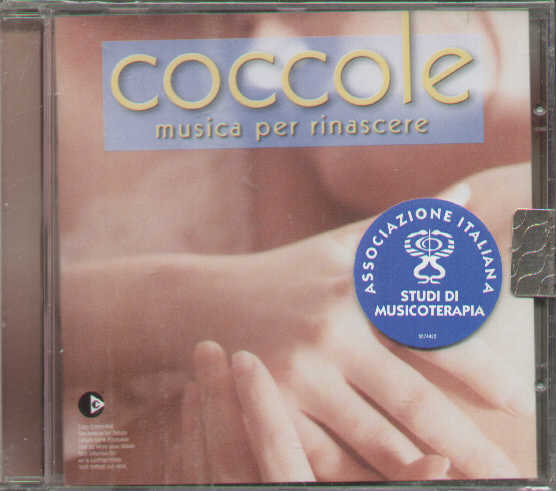 coccole
musica per rinascere
ASSOCIAZIONE ITALIANA
STUDI DI
MUSICOTERAPIA